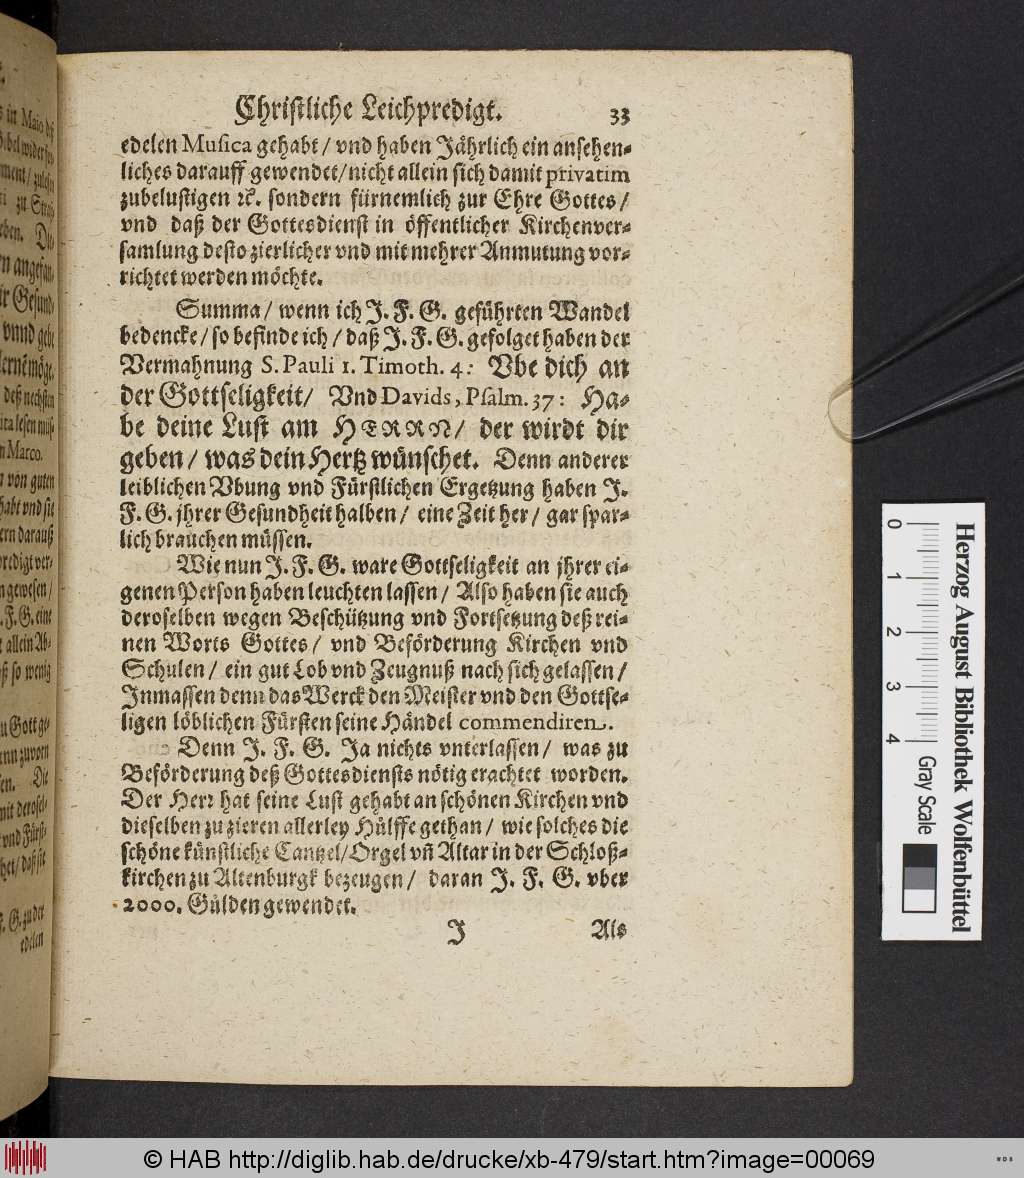 Christliche Leichpredigt. 33
edelen Musica gehabt / vnd haben Jährlich ein ansehen-
liches darauff gewendet / nicht allein sich damit privatim
zubelustigen ꝛc. sondern fürnemlich zur Ehre Gottes /
vnd daß der Gottesdienst in öffentlicher Kirchenver-
samlung desto zierlicher vnd mit mehrer Anmutung vor-
richtet werden möchte.
Summa / wenn ich J. F. G. geführten Wandel
bedencke / so befinde ich / daß J. F. G. gefolget haben der
Vermahnung S. Pauli 1. Timoth. 4: Vbe dich an
der Gottseligkeit / Vnd Davids, Psalm. 37: Ha-
be deine Lust am HERRN / der wirdt dir
geben / was dein Hertz wünschet. Denn anderer
leiblichen Vbung vnd Fürstlichen Ergetzung haben J.
F. G. jhrer Gesundheit halben / eine Zeit her / gar spar-
lich brauchen müssen.
Wie nun J. F. G. ware Gottseligkeit an jhrer ei-
genen Person haben leuchten lassen / Also haben sie auch
deroselben wegen Beschützung vnd Fortsetzung deß rei-
nen Worts Gottes / vnd Beförderung Kirchen vnd
Schulen / ein gut Lob vnd Zeugnuß nach sich gelassen /
Inmassen denn das Werck den Meister vnd den Gottse-
ligen löblichen Fürsten seine Händel commendiren.
Denn J. F. G. Ja nichts vnterlassen / was zu
Beförderung deß Gottesdiensts nötig erachtet worden.
Der Herr hat seine Lust gehabt an schönen Kirchen vnd
dieselben zu zieren allerley Hülffe gethan / wie solches die
schöne künstliche Cantzel / Orgel vñ Altar in der Schloß-
kirchen zu Altenburgk bezeugen / daran J. F. G. vber
2000. Gülden gewendet.
J Als
0 1 2 3 4
Gray Scale
Herzog August Bibliothek Wolfenbüttel
© HAB http://diglib.hab.de/drucke/xb-479/start.htm?image=00069